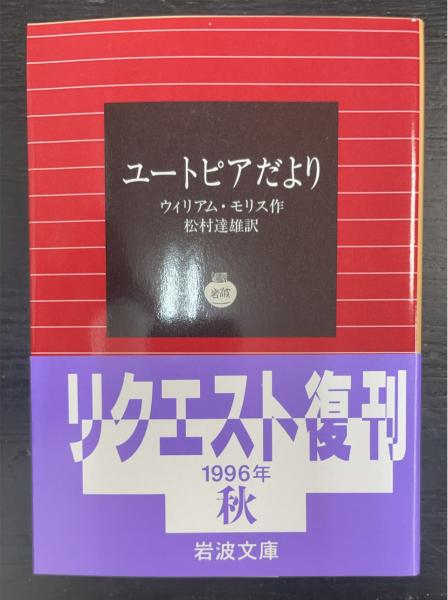 ユートピアだより
ウィリアム・モリス作
松村達雄訳
岩波
リクエスト復刊
1996年
秋
岩波文庫